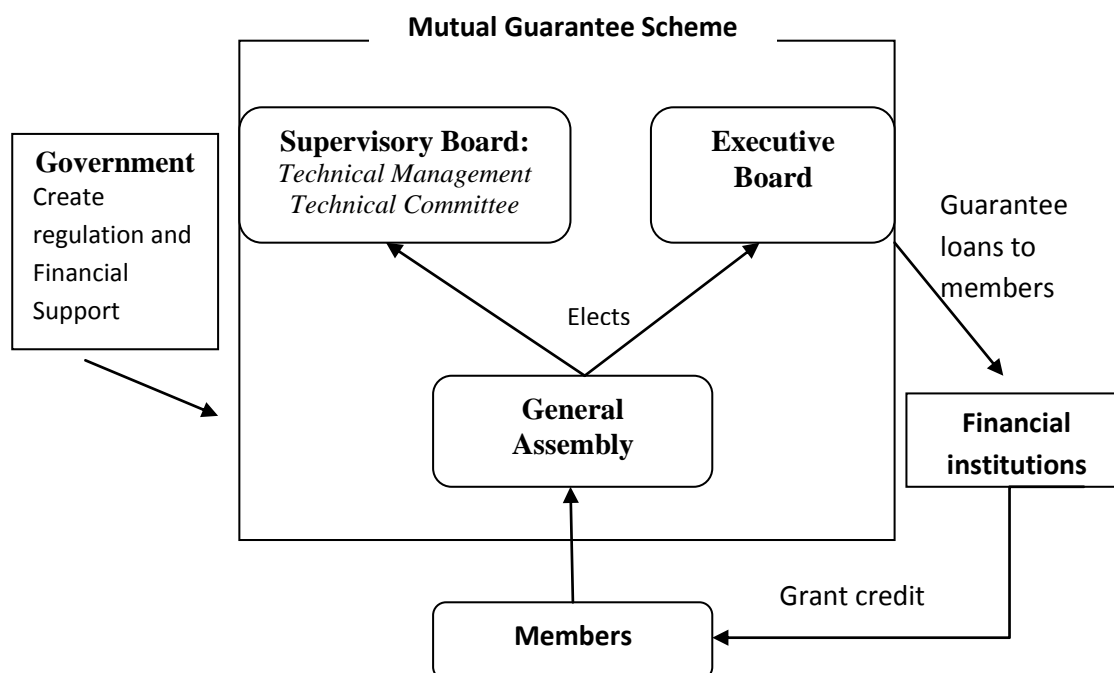 Mutual Guarantee Scheme
Government
Create
regulation and
Financial
Support
Supervisory Board:
Technical Management
Technical Committee
Executive
Board
Guarantee
loans to
members
Elects
General
Assembly
Financial
institutions
Grant credit
Members